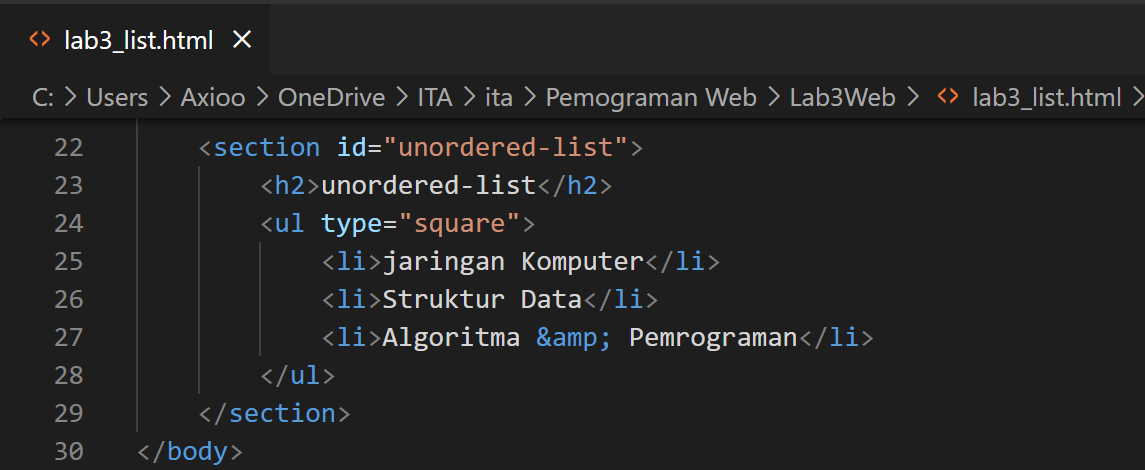 <> lab3_list.html ×
C: > Users > Axioo > OneDrive > ITA > ita > Pemograman Web > Lab3Web > <> lab3_list.html >
22 <section id="unordered-list">
23 <h2>unordered-list</h2>
24 <ul type="square">
25 <li>jaringan Komputer</li>
26 <li>Struktur Data</li>
27 <li>Algoritma &amp; Pemrograman</li>
28 </ul>
29 </section>
30 </body>